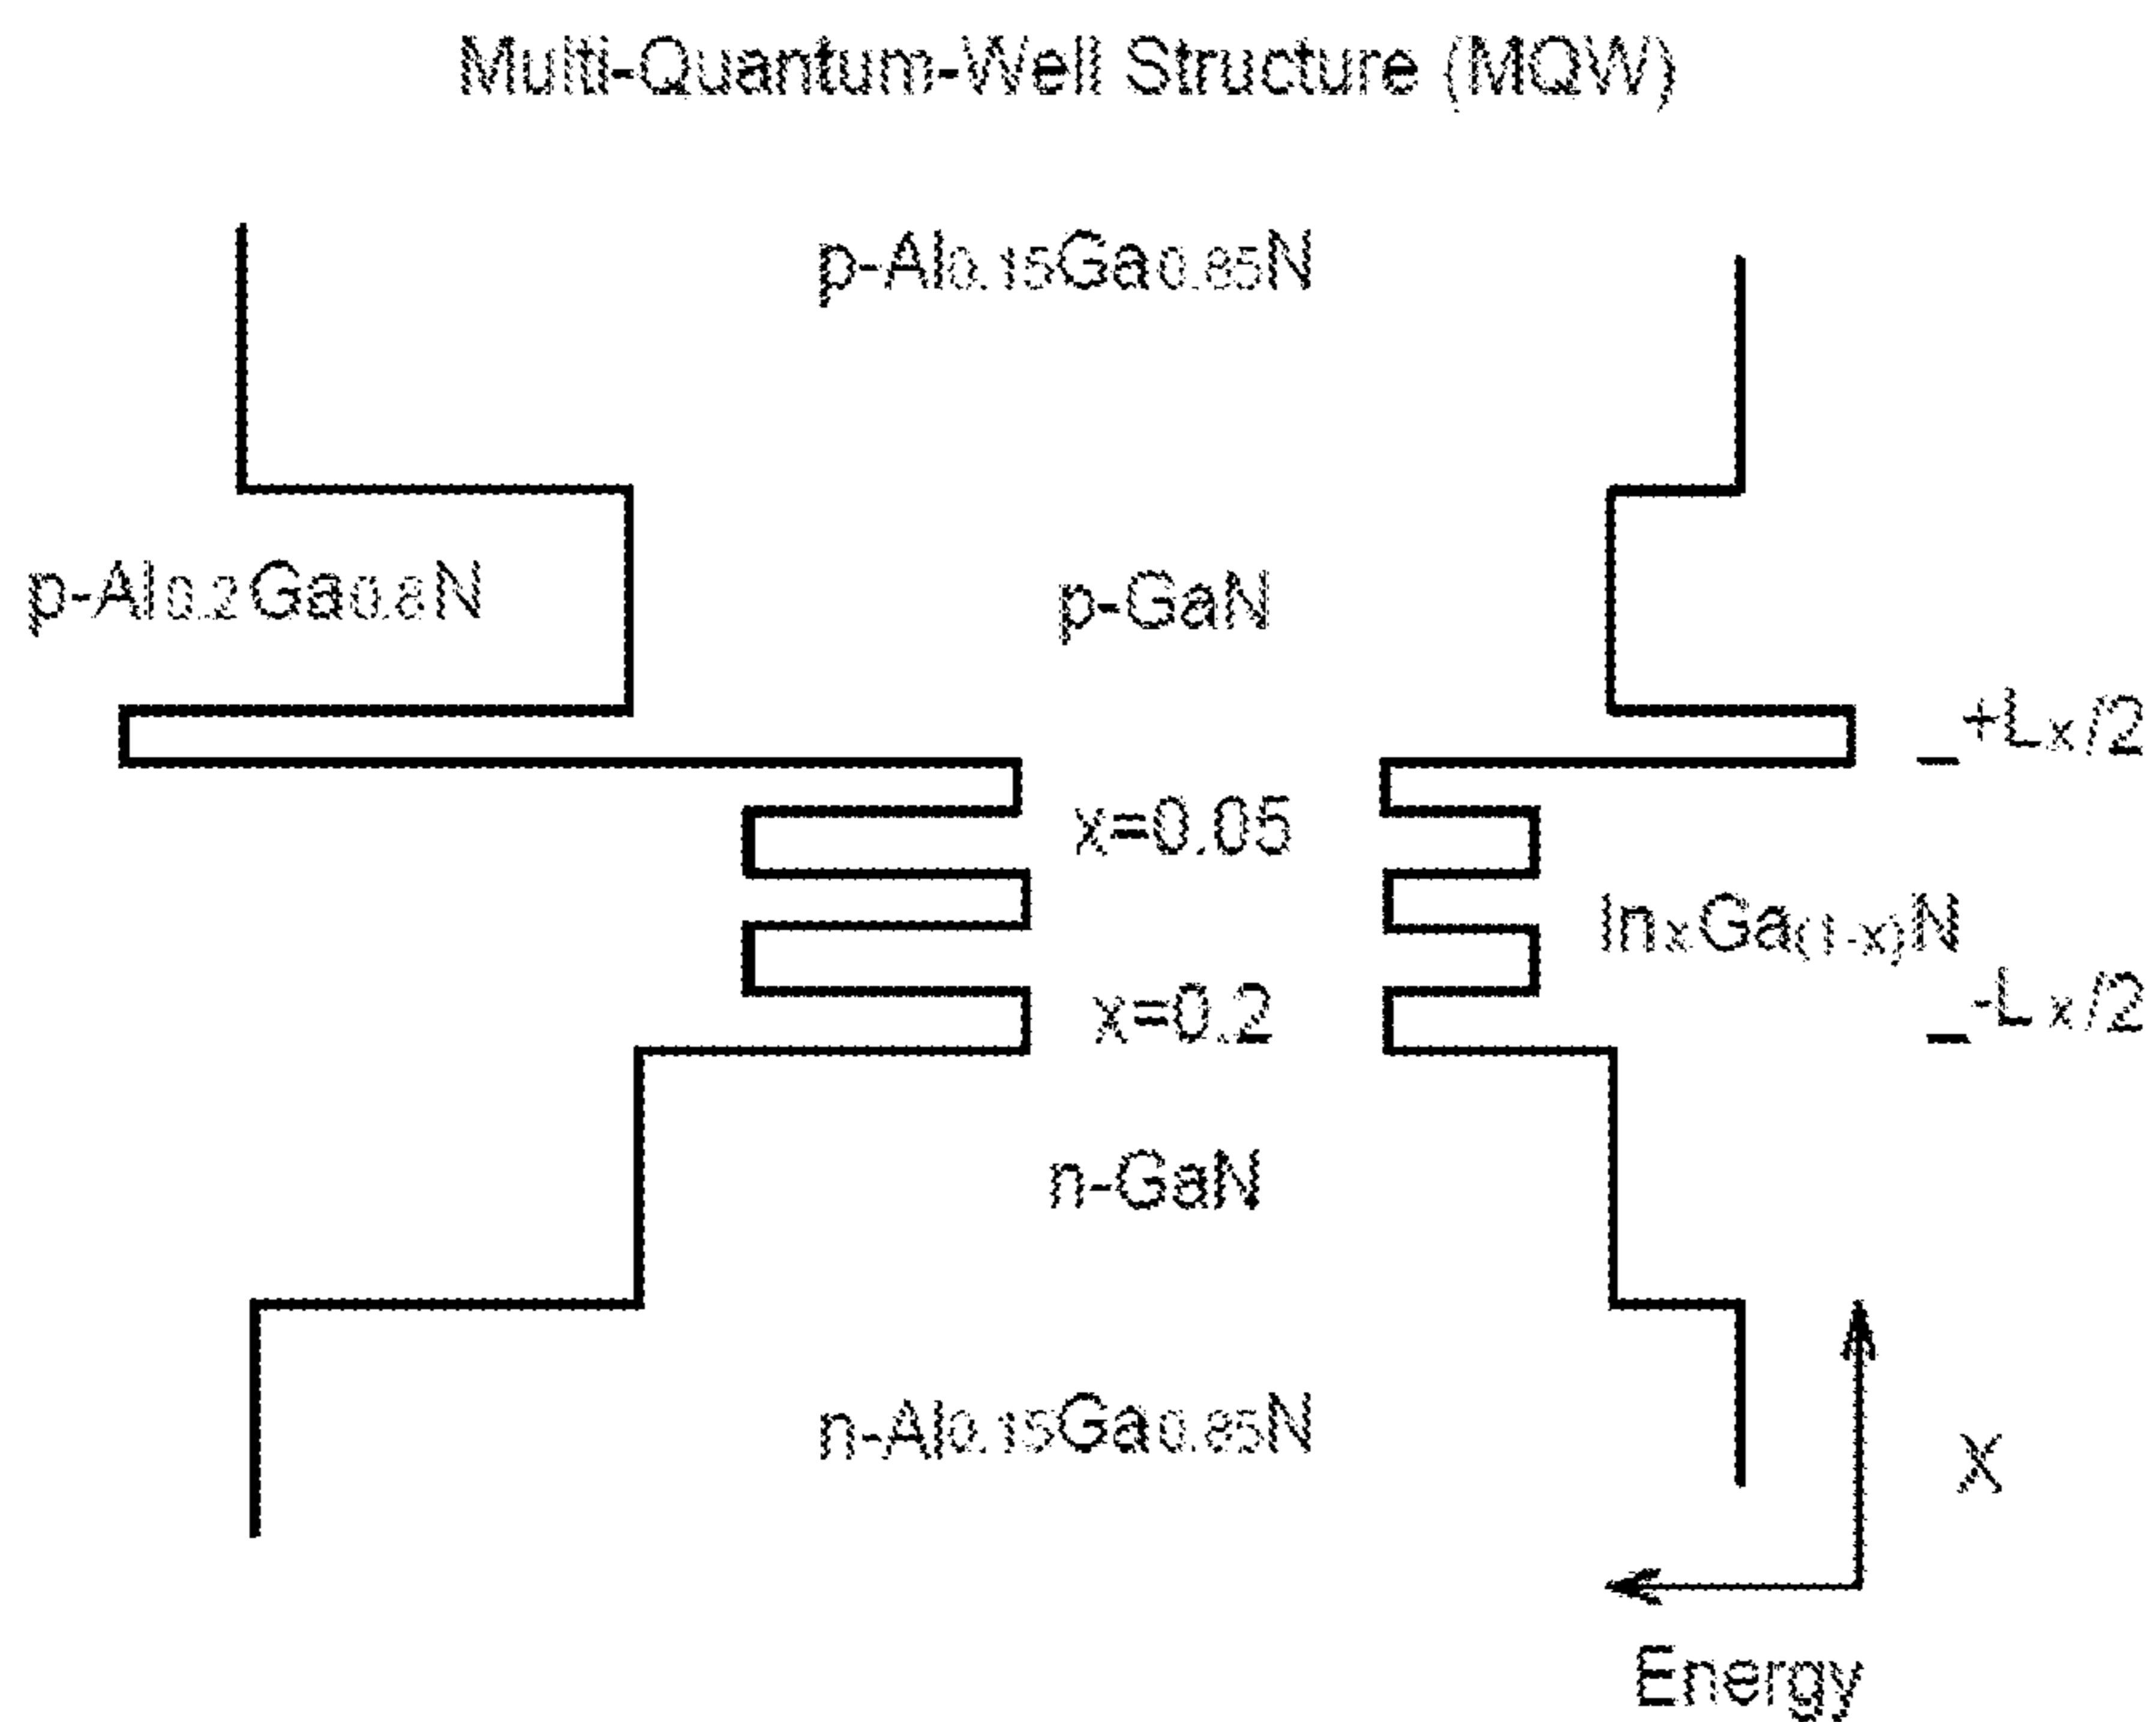 Multi-Quantum-Well Structure (MQW)
p-Al0.15Ga0.85N
p-Al0.2Ga0.8N
p-GaN
+Lx/2
x=0.05
InxGa(1-x)N
x=0.2
-Lx/2
n-GaN
n-Al0.15Ga0.85N
X
Energy